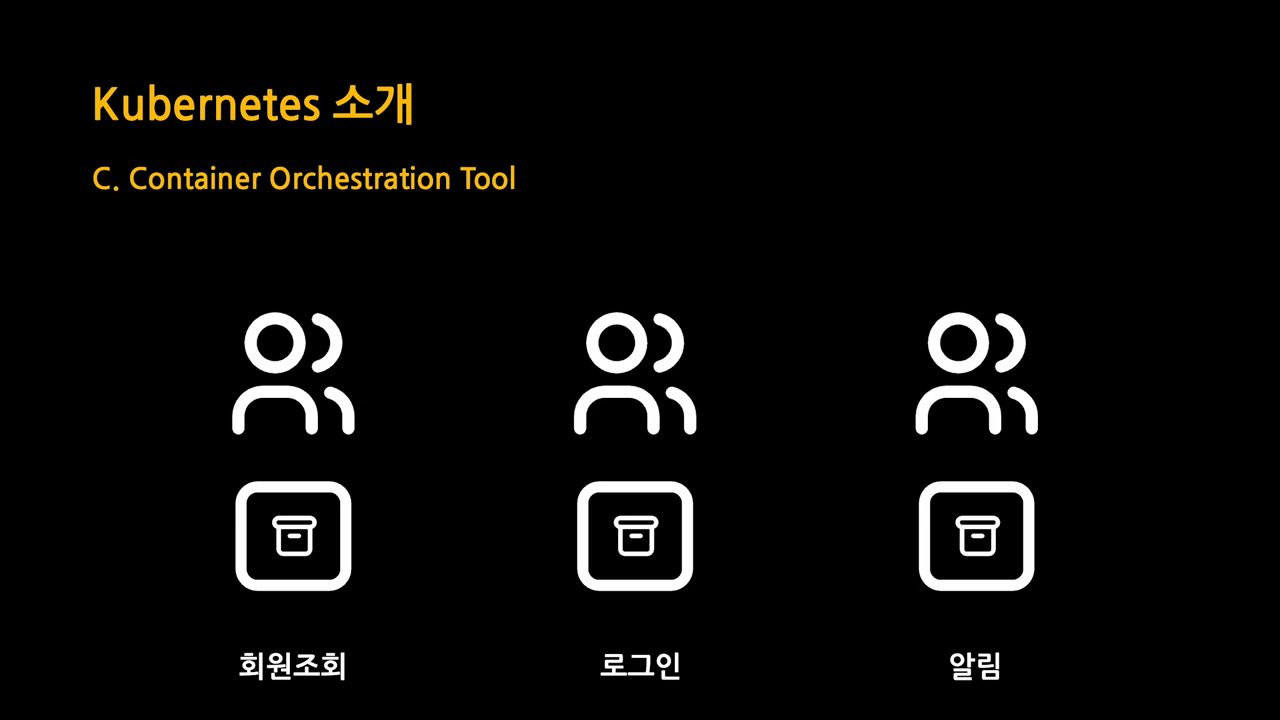 Kubernetes 소개
C. Container Orchestration Tool
회원조회 로그인 알림